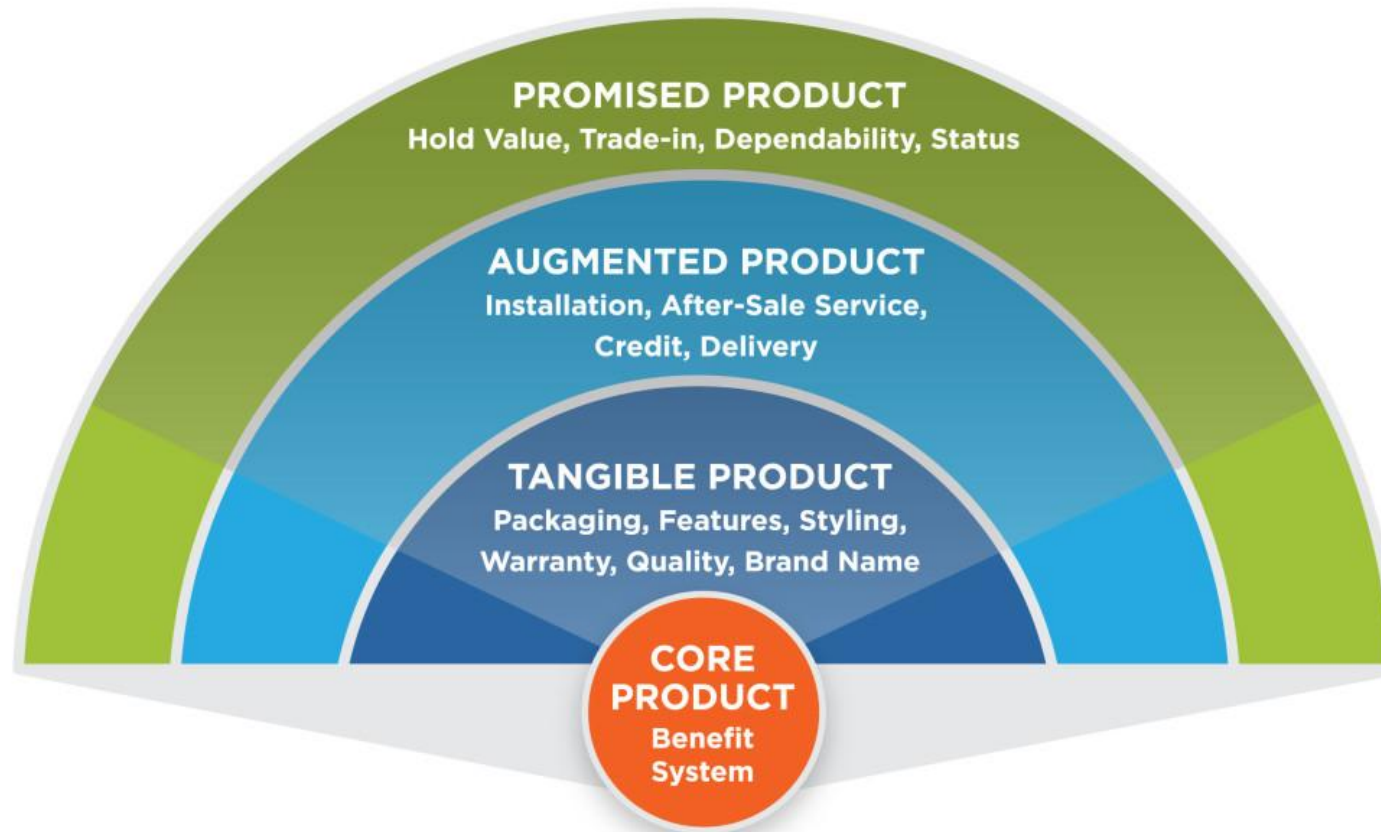 PROMISED PRODUCT
Hold Value, Trade-in, Dependability, Status
AUGMENTED PRODUCT
Installation, After-Sale Service,
Credit, Delivery
TANGIBLE PRODUCT
Packaging, Features, Styling,
Warranty, Quality, Brand Name
CORE
PRODUCT
Benefit
System